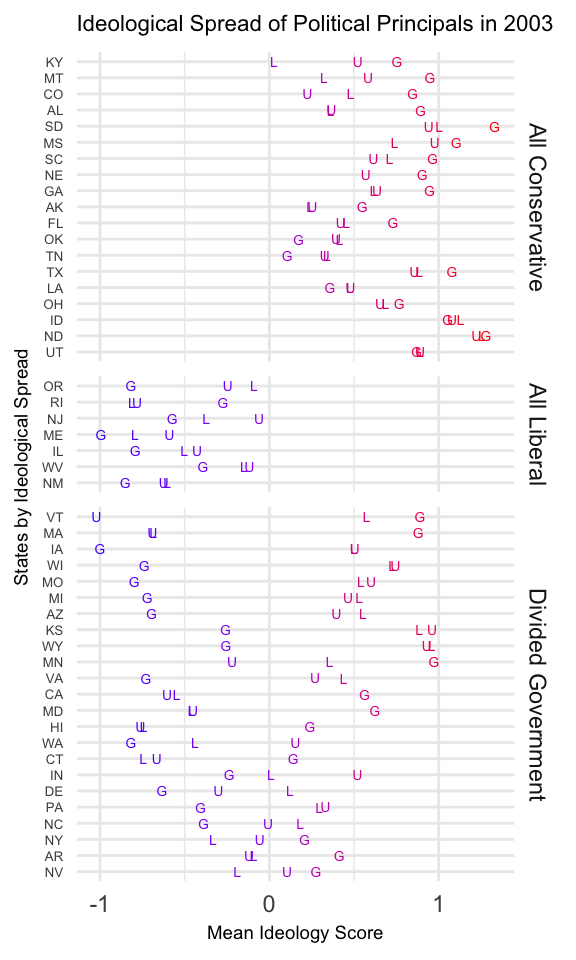 Ideological Spread of Political Principals in 2003
KY L U G
MT L U G
CO U L G
AL L U G
SD U L G
MS L U G
SC U L G
NE U G
GA L U G
AK L U G
FL U L G
OK G U L
TN G U L
TX U L G
LA G L U
OH U L G
ID G U L
ND U L G
UT G U L
All Conservative
OR G U L
RI L U G
NJ G L U
ME G L U
IL G L U
WV G L U
NM G U L
All Liberal
VT U L G
MA U L G
IA G L U
WI G L U
MO G L G
MI G U L
AZ G U L
KS G L U
WY G U L
MN U L G
VA G U L
CA U L G
MD L U G
HI U L G
WA G L U
CT L U G
IN G L U
DE G U L
PA G L U
NC G U L
NY L U G
AR U L G
NV L U G
Divided Government
States by Ideological Spread
-1 0 1
Mean Ideology Score